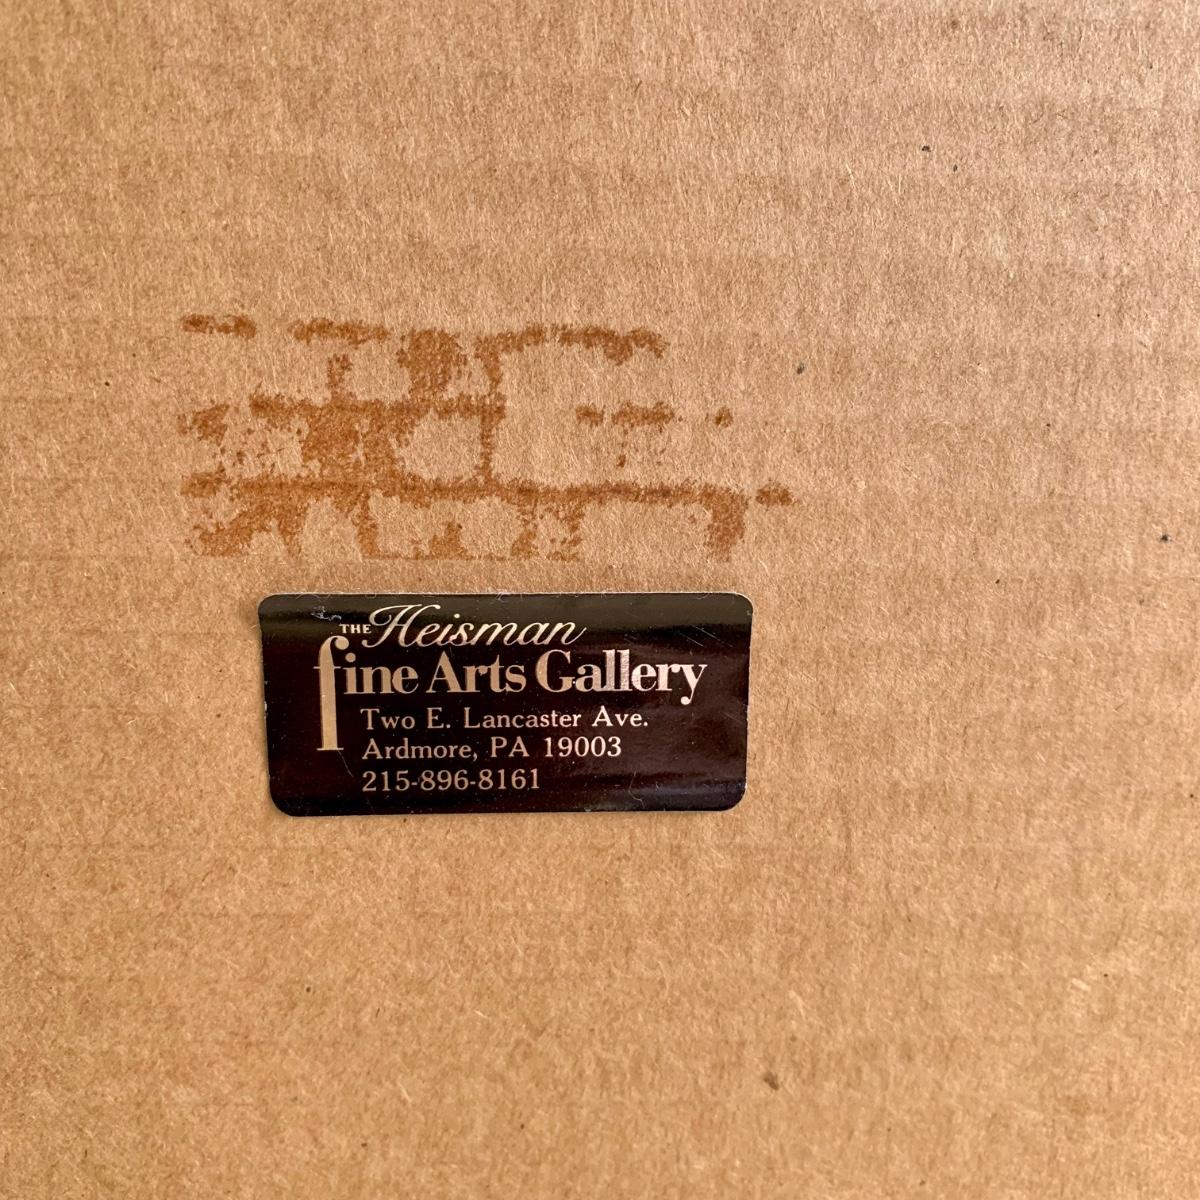 THE Heisman
fine Arts Gallery
Two E. Lancaster Ave.
Ardmore, PA 19003
215-896-8161